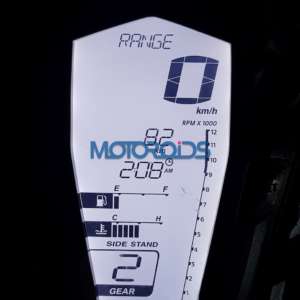 RANGE
0
km/h
RPM X 1000
82
MOTOROIDS
2:08 AM
E F
C H
SIDE STAND
2
GEAR
12
11
10
9
8
7
6
5
4
3
2
1